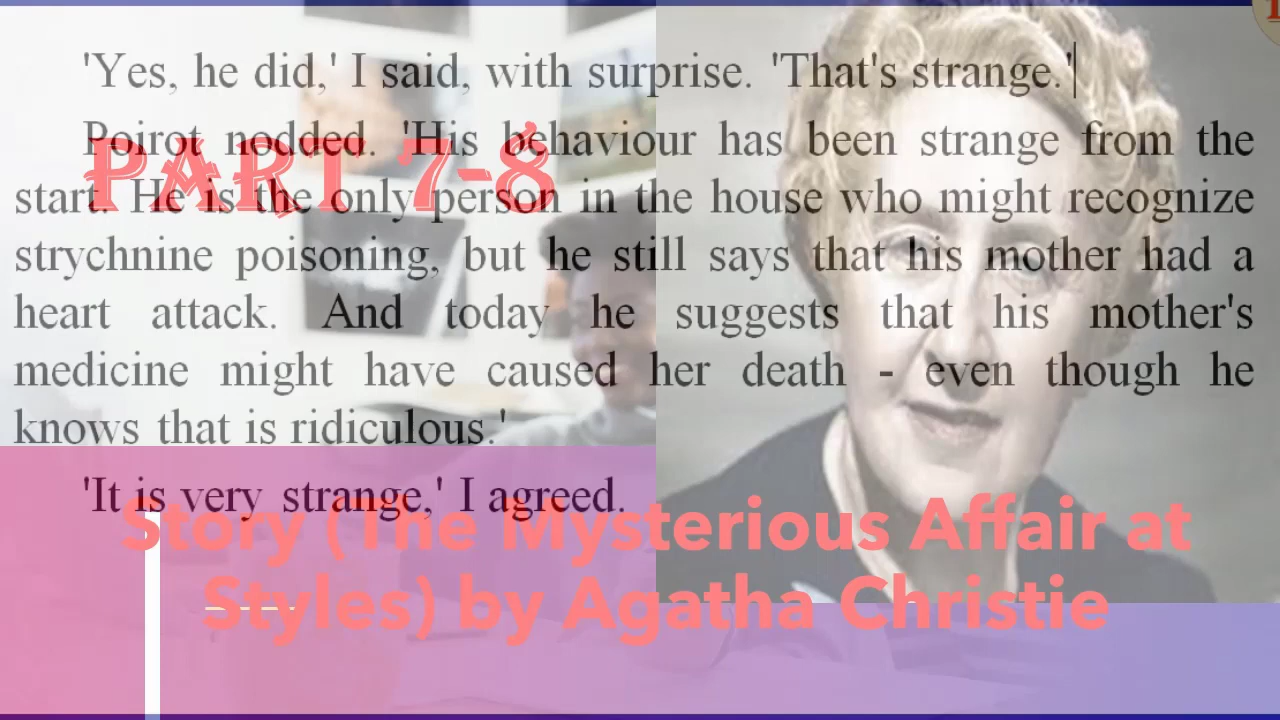 'Yes, he did,' I said, with surprise. 'That's strange.'
Poirot nodded. 'His behaviour has been strange from the
PART 7-8
start. He is the only person in the house who might recognize
strychnine poisoning, but he still says that his mother had a
heart attack. And today he suggests that his mother's
medicine might have caused her death - even though he
knows that is ridiculous.'
'It is very strange,' I agreed.
Story (The Mysterious Affair at
Styles) by Agatha Christie